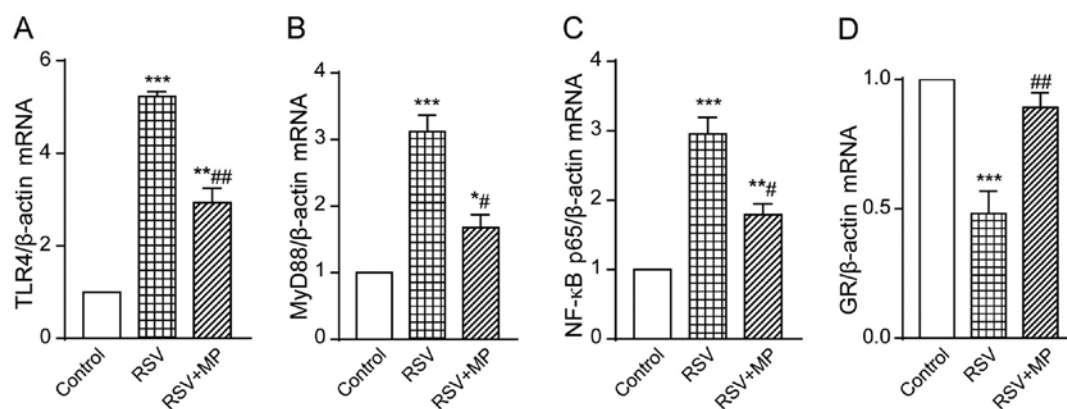 A
TLR4/β-actin mRNA
6
4
2
0
***
**##
Control
RSV
RSV+MP
B
MyD88/β-actin mRNA
4
3
2
1
0
***
*#
Control
RSV
RSV+MP
C
NF-κB p65/β-actin mRNA
4
3
2
1
0
***
**#
Control
RSV
RSV+MP
D
GR/β-actin mRNA
1.0
0.5
0.0
***
##
Control
RSV
RSV+MP